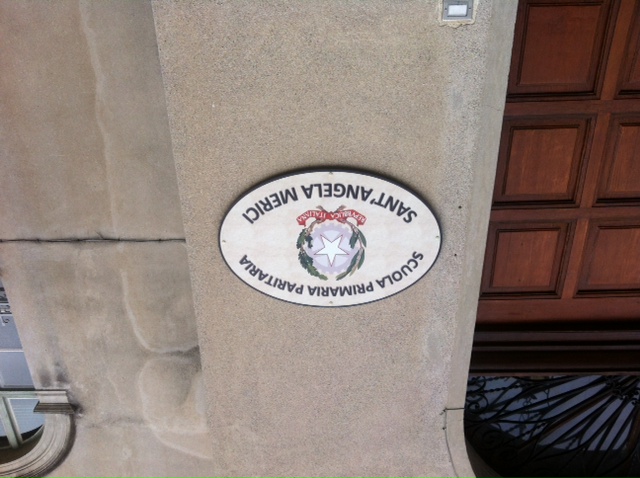 SCUOLA PRIMARIA PARITARIA
REPUBBLICA ITALIANA
SANT'ANGELA MERICI